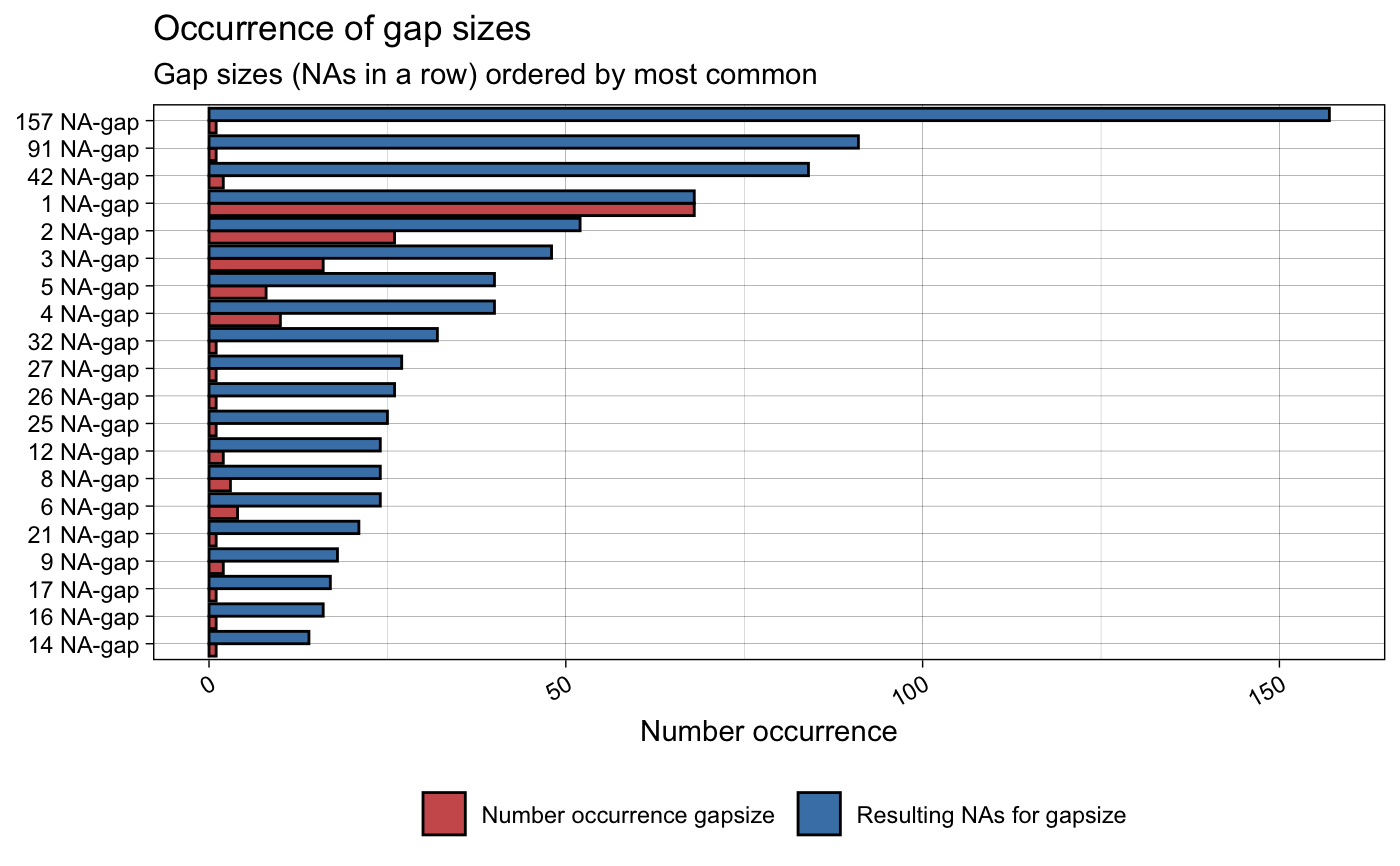 Occurrence of gap sizes
Gap sizes (NAs in a row) ordered by most common
157 NA-gap
91 NA-gap
42 NA-gap
1 NA-gap
2 NA-gap
3 NA-gap
5 NA-gap
4 NA-gap
32 NA-gap
27 NA-gap
26 NA-gap
25 NA-gap
12 NA-gap
8 NA-gap
6 NA-gap
21 NA-gap
9 NA-gap
17 NA-gap
16 NA-gap
14 NA-gap
0 50 100 150
Number occurrence
Number occurrence gapsize Resulting NAs for gapsize